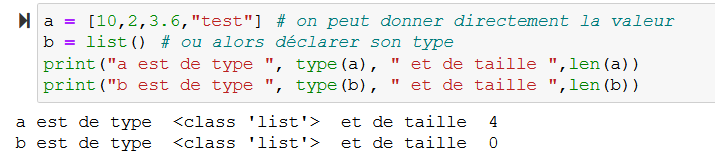 a = [10,2,3.6,"test"] # on peut donner directement la valeur
b = list() # ou alors déclarer son type
print("a est de type ", type(a), " et de taille ",len(a))
print("b est de type ", type(b), " et de taille ",len(b))
a est de type  <class 'list'>  et de taille  4
b est de type  <class 'list'>  et de taille  0